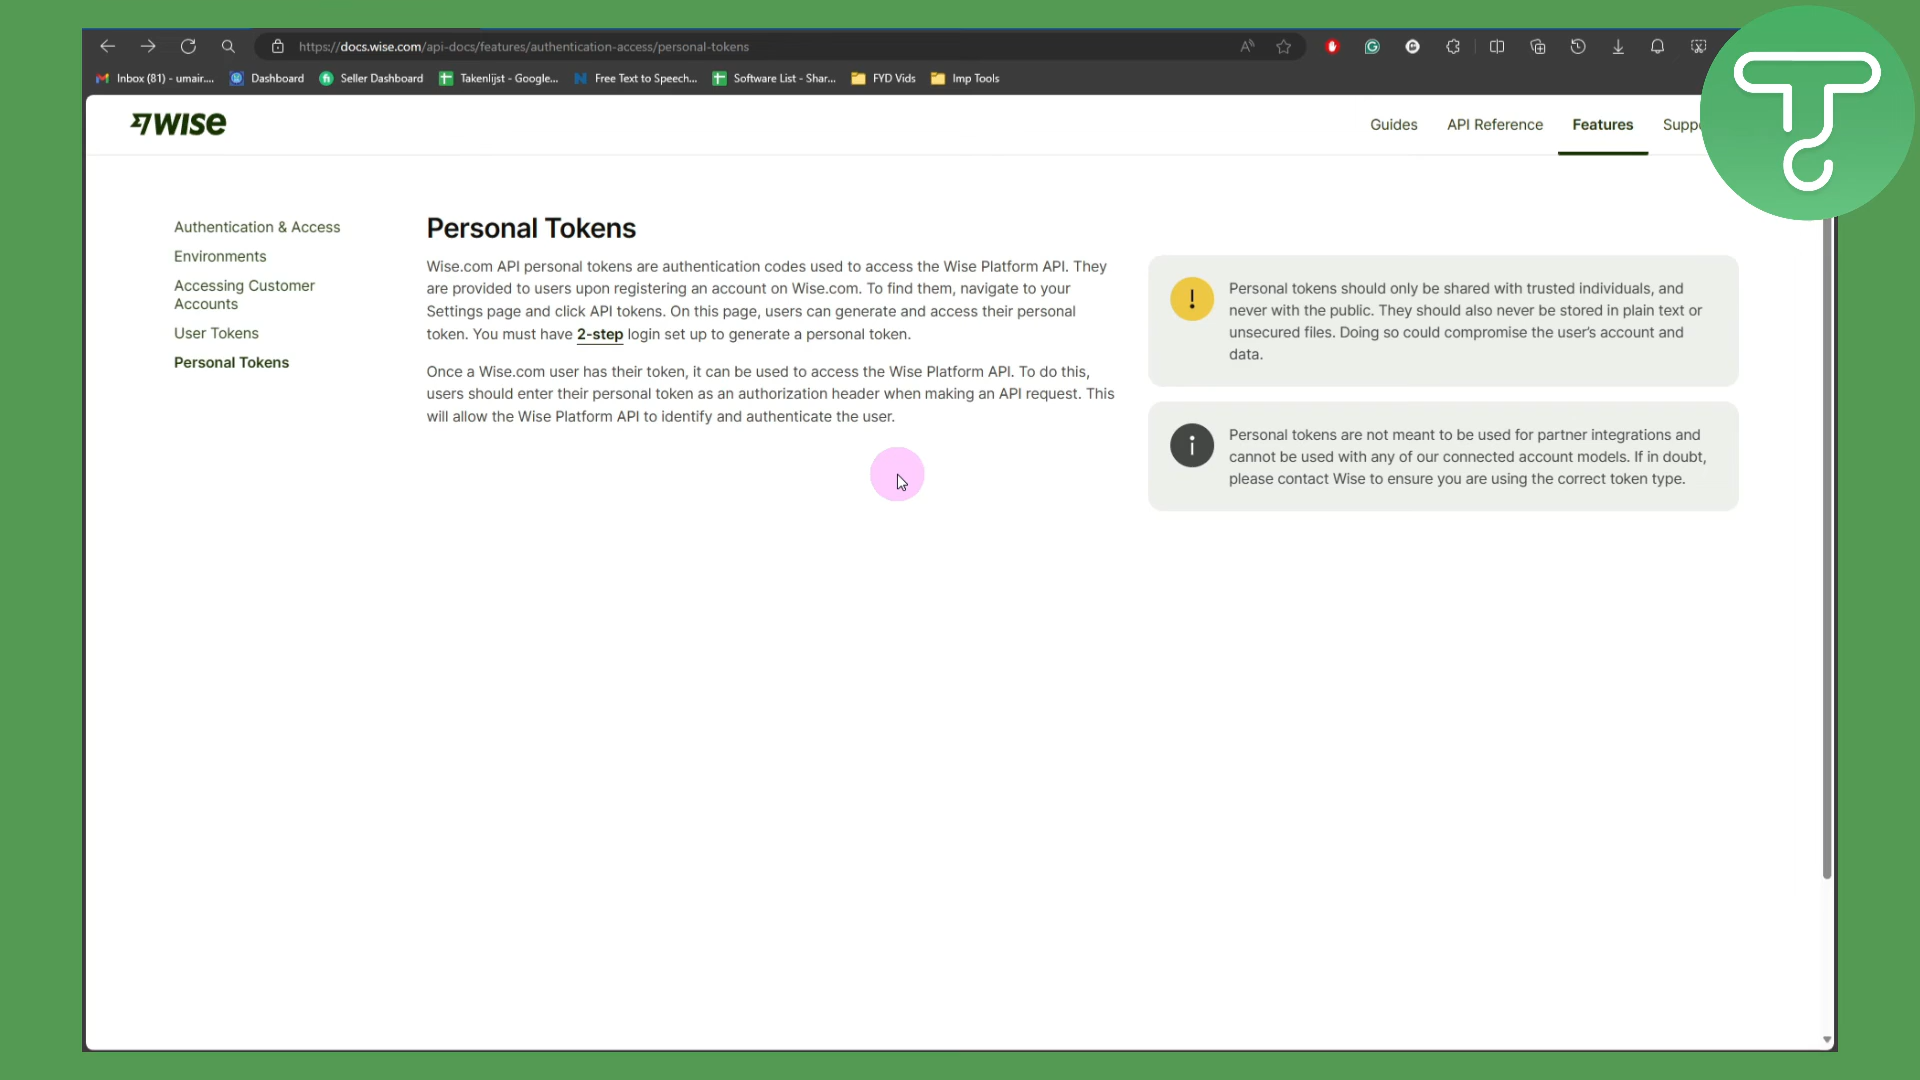 https://docs.wise.com/api-docs/features/authentication-access/personal-tokens
Inbox (81) - umair.... Dashboard Seller Dashboard Takenlijst - Google... Free Text to Speech... Software List - Shar... FYD Vids Imp Tools
WISE
Guides API Reference Features Suppo
Authentication & Access
Environments
Accessing Customer
Accounts
User Tokens
Personal Tokens
Personal Tokens
Wise.com API personal tokens are authentication codes used to access the Wise Platform API. They
are provided to users upon registering an account on Wise.com. To find them, navigate to your
Settings page and click API tokens. On this page, users can generate and access their personal
token. You must have 2-step login set up to generate a personal token.
Once a Wise.com user has their token, it can be used to access the Wise Platform API. To do this,
users should enter their personal token as an authorization header when making an API request. This
will allow the Wise Platform API to identify and authenticate the user.
Personal tokens should only be shared with trusted individuals, and
never with the public. They should also never be stored in plain text or
unsecured files. Doing so could compromise the user's account and
data.
Personal tokens are not meant to be used for partner integrations and
cannot be used with any of our connected account models. If in doubt,
please contact Wise to ensure you are using the correct token type.